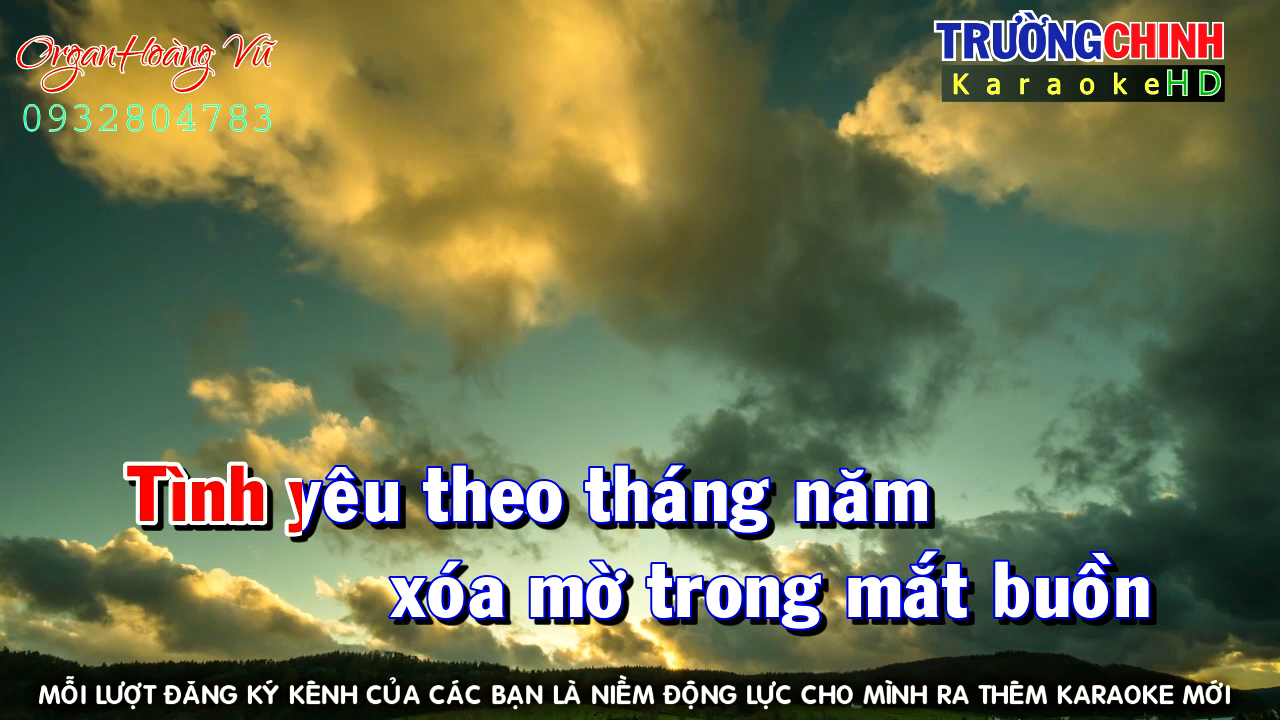 OrganHoàng Vũ
0932804783
TRƯỜNGCHINH
KaraokeHD
Tình yêu theo tháng năm
xóa mờ trong mắt buồn
MỖI LƯỢT ĐĂNG KÝ KÊNH CỦA CÁC BẠN LÀ NIỀM ĐỘNG LỰC CHO MÌNH RA THÊM KARAOKE MỚI